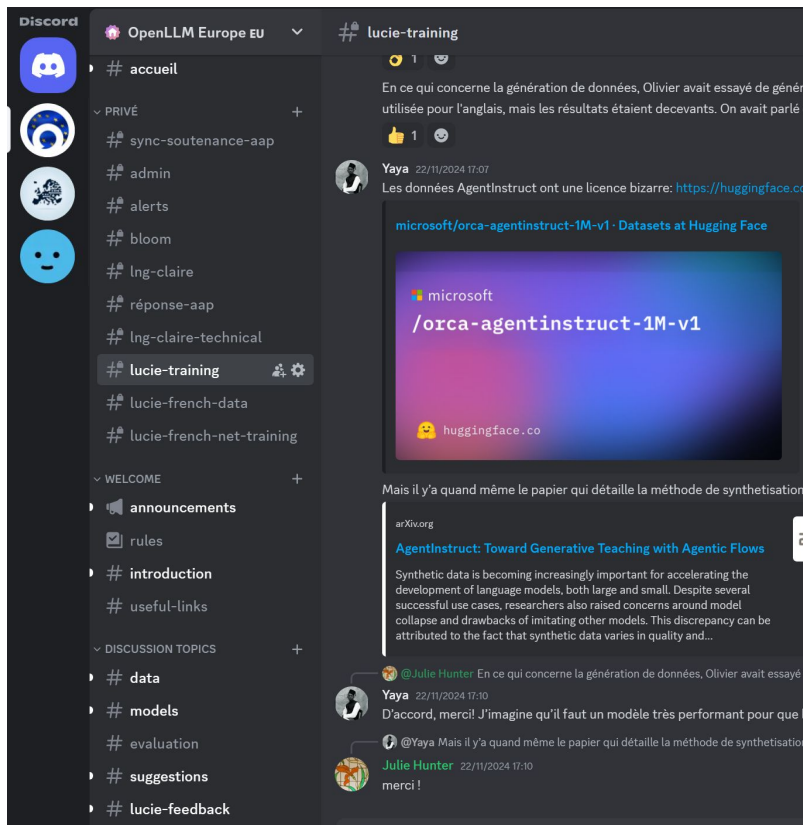 Discord
OpenLLM Europe EU
# accueil
PRIVÉ
sync-soutenance-aap
admin
alerts
bloom
lng-claire
réponse-aap
lng-claire-technical
lucie-training
lucie-french-data
lucie-french-net-training
WELCOME
announcements
rules
# introduction
# useful-links
DISCUSSION TOPICS
# data
# models
# evaluation
# suggestions
# lucie-feedback
lucie-training
1
En ce qui concerne la génération de données, Olivier avait essayé de
utilisée pour l'anglais, mais les résultats étaient decevants. On avait parlé
1
Yaya 22/11/2024 17:07
Les données AgentInstruct ont une licence bizarre: https://huggingface.co
microsoft/orca-agentinstruct-1M-v1 · Datasets at Hugging Face
microsoft
/orca-agentinstruct-1M-v1
huggingface.co
Mais il y'a quand même le papier qui détaille la méthode de synthetisation
arXiv.org
AgentInstruct: Toward Generative Teaching with Agentic Flows
Synthetic data is becoming increasingly important for accelerating the
development of language models, both large and small. Despite several
successful use cases, researchers also raised concerns around model
collapse and drawbacks of imitating other models. This discrepancy can be
attributed to the fact that synthetic data varies in quality and...
@Julie Hunter En ce qui concerne la génération de données, Olivier avait essayé
Yaya 22/11/2024 17:10
D'accord, merci! J'imagine qu'il faut un modèle très performant pour que
@Yaya Mais il y'a quand même le papier qui détaille la méthode de synthetisation
Julie Hunter 22/11/2024 17:10
merci !